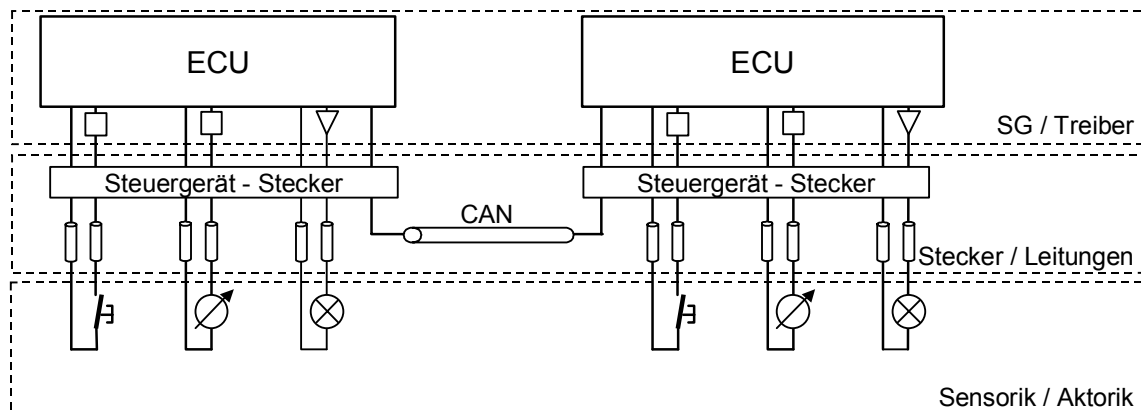 ECU
ECU
SG / Treiber
Steuergerät - Stecker
Steuergerät - Stecker
CAN
Stecker / Leitungen
Sensorik / Aktorik